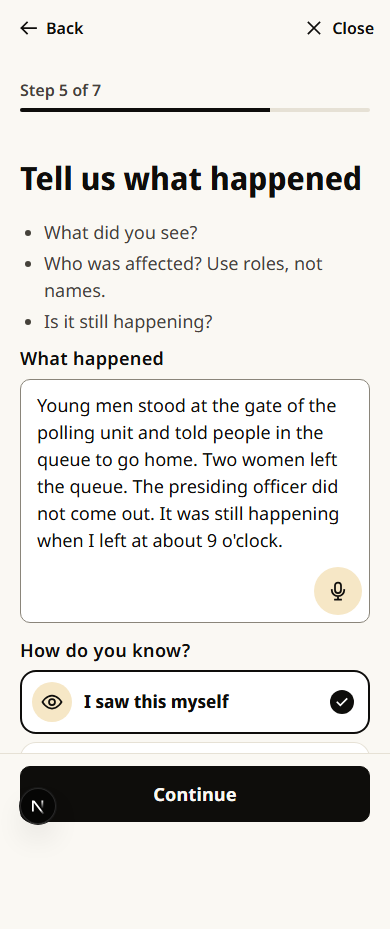 Back
Close
Step 5 of 7
Tell us what happened
What did you see?
Who was affected? Use roles, not
names.
Is it still happening?
What happened
Young men stood at the gate of the
polling unit and told people in the
queue to go home. Two women left
the queue. The presiding officer did
not come out. It was still happening
when I left at about 9 o'clock.
How do you know?
I saw this myself
Continue
N